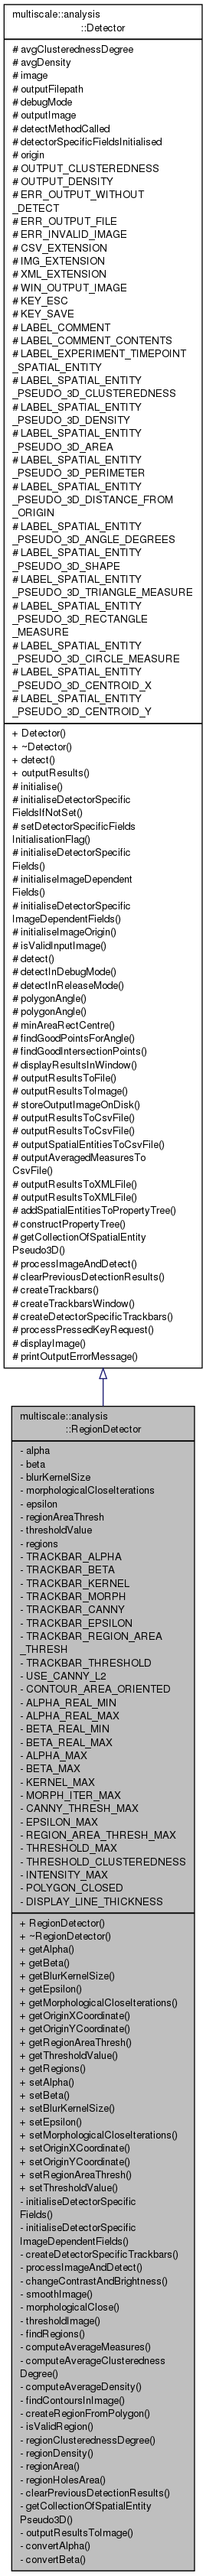 multiscale::analysis
::Detector
# avgClusterednessDegree
# avgDensity
# image
# outputFilepath
# debugMode
# outputImage
# detectMethodCalled
# detectorSpecificFieldsInitialised
# origin
# OUTPUT_CLUSTEREDNESS
# OUTPUT_DENSITY
# ERR_OUTPUT_WITHOUT
_DETECT
# ERR_OUTPUT_FILE
# ERR_INVALID_IMAGE
# CSV_EXTENSION
# IMG_EXTENSION
# XML_EXTENSION
# WIN_OUTPUT_IMAGE
# KEY_ESC
# KEY_SAVE
# LABEL_COMMENT
# LABEL_COMMENT_CONTENTS
# LABEL_EXPERIMENT_TIMEPOINT
_SPATIAL_ENTITY
# LABEL_SPATIAL_ENTITY
_PSEUDO_3D_CLUSTEREDNESS
# LABEL_SPATIAL_ENTITY
_PSEUDO_3D_DENSITY
# LABEL_SPATIAL_ENTITY
_PSEUDO_3D_AREA
# LABEL_SPATIAL_ENTITY
_PSEUDO_3D_PERIMETER
# LABEL_SPATIAL_ENTITY
_PSEUDO_3D_DISTANCE_FROM
_ORIGIN
# LABEL_SPATIAL_ENTITY
_PSEUDO_3D_ANGLE_DEGREES
# LABEL_SPATIAL_ENTITY
_PSEUDO_3D_SHAPE
# LABEL_SPATIAL_ENTITY
_PSEUDO_3D_TRIANGLE_MEASURE
# LABEL_SPATIAL_ENTITY
_PSEUDO_3D_RECTANGLE
_MEASURE
# LABEL_SPATIAL_ENTITY
_PSEUDO_3D_CIRCLE_MEASURE
# LABEL_SPATIAL_ENTITY
_PSEUDO_3D_CENTROID_X
# LABEL_SPATIAL_ENTITY
_PSEUDO_3D_CENTROID_Y
+ Detector()
+ ~Detector()
+ detect()
+ outputResults()
# initialise()
# initialiseDetectorSpecific
FieldsIfNotSet()
# setDetectorSpecificFields
InitialisationFlag()
# initialiseDetectorSpecific
Fields()
# initialiseImageDependent
Fields()
# initialiseDetectorSpecific
ImageDependentFields()
# initialiseImageOrigin()
# isValidInputImage()
# detect()
# detectInDebugMode()
# detectInReleaseMode()
# polygonAngle()
# polygonAngle()
# minAreaRectCentre()
# findGoodPointsForAngle()
# findGoodIntersectionPoints()
# displayResultsInWindow()
# outputResultsToFile()
# outputResultsToImage()
# storeOutputImageOnDisk()
# outputResultsToCsvFile()
# outputResultsToCsvFile()
# outputSpatialEntitiesToCsvFile()
# outputAveragedMeasuresTo
CsvFile()
# outputResultsToXMLFile()
# outputResultsToXMLFile()
# addSpatialEntitiesToPropertyTree()
# constructPropertyTree()
# getCollectionOfSpatialEntity
Pseudo3D()
# processImageAndDetect()
# clearPreviousDetectionResults()
# createTrackbars()
# createTrackbarsWindow()
# createDetectorSpecificTrackbars()
# processPressedKeyRequest()
# displayImage()
# printOutputErrorMessage()
multiscale::analysis
::RegionDetector
- alpha
- beta
- blurKernelSize
- morphologicalCloseIterations
- epsilon
- regionAreaThresh
- thresholdValue
- regions
- TRACKBAR_ALPHA
- TRACKBAR_BETA
- TRACKBAR_KERNEL
- TRACKBAR_MORPH
- TRACKBAR_CANNY
- TRACKBAR_EPSILON
- TRACKBAR_REGION_AREA
_THRESH
- TRACKBAR_THRESHOLD
- USE_CANNY_L2
- CONTOUR_AREA_ORIENTED
- ALPHA_REAL_MIN
- ALPHA_REAL_MAX
- BETA_REAL_MIN
- BETA_REAL_MAX
- ALPHA_MAX
- BETA_MAX
- KERNEL_MAX
- MORPH_ITER_MAX
- CANNY_THRESH_MAX
- EPSILON_MAX
- REGION_AREA_THRESH_MAX
- THRESHOLD_MAX
- THRESHOLD_CLUSTEREDNESS
- INTENSITY_MAX
- POLYGON_CLOSED
- DISPLAY_LINE_THICKNESS
+ RegionDetector()
+ ~RegionDetector()
+ getAlpha()
+ getBeta()
+ getBlurKernelSize()
+ getEpsilon()
+ getMorphologicalCloseIterations()
+ getOriginXCoordinate()
+ getOriginYCoordinate()
+ getRegionAreaThresh()
+ getThresholdValue()
+ getRegions()
+ setAlpha()
+ setBeta()
+ setBlurKernelSize()
+ setEpsilon()
+ setMorphologicalCloseIterations()
+ setOriginXCoordinate()
+ setOriginYCoordinate()
+ setRegionAreaThresh()
+ setThresholdValue()
- initialiseDetectorSpecific
Fields()
- initialiseDetectorSpecific
ImageDependentFields()
- createDetectorSpecificTrackbars()
- processImageAndDetect()
- changeContrastAndBrightness()
- smoothImage()
- morphologicalClose()
- thresholdImage()
- findRegions()
- computeAverageMeasures()
- computeAverageClusteredness
Degree()
- computeAverageDensity()
- findContoursInImage()
- createRegionFromPolygon()
- isValidRegion()
- regionClusterednessDegree()
- regionDensity()
- regionArea()
- regionHolesArea()
- clearPreviousDetectionResults()
- getCollectionOfSpatialEntity
Pseudo3D()
- outputResultsToImage()
- convertAlpha()
- convertBeta()